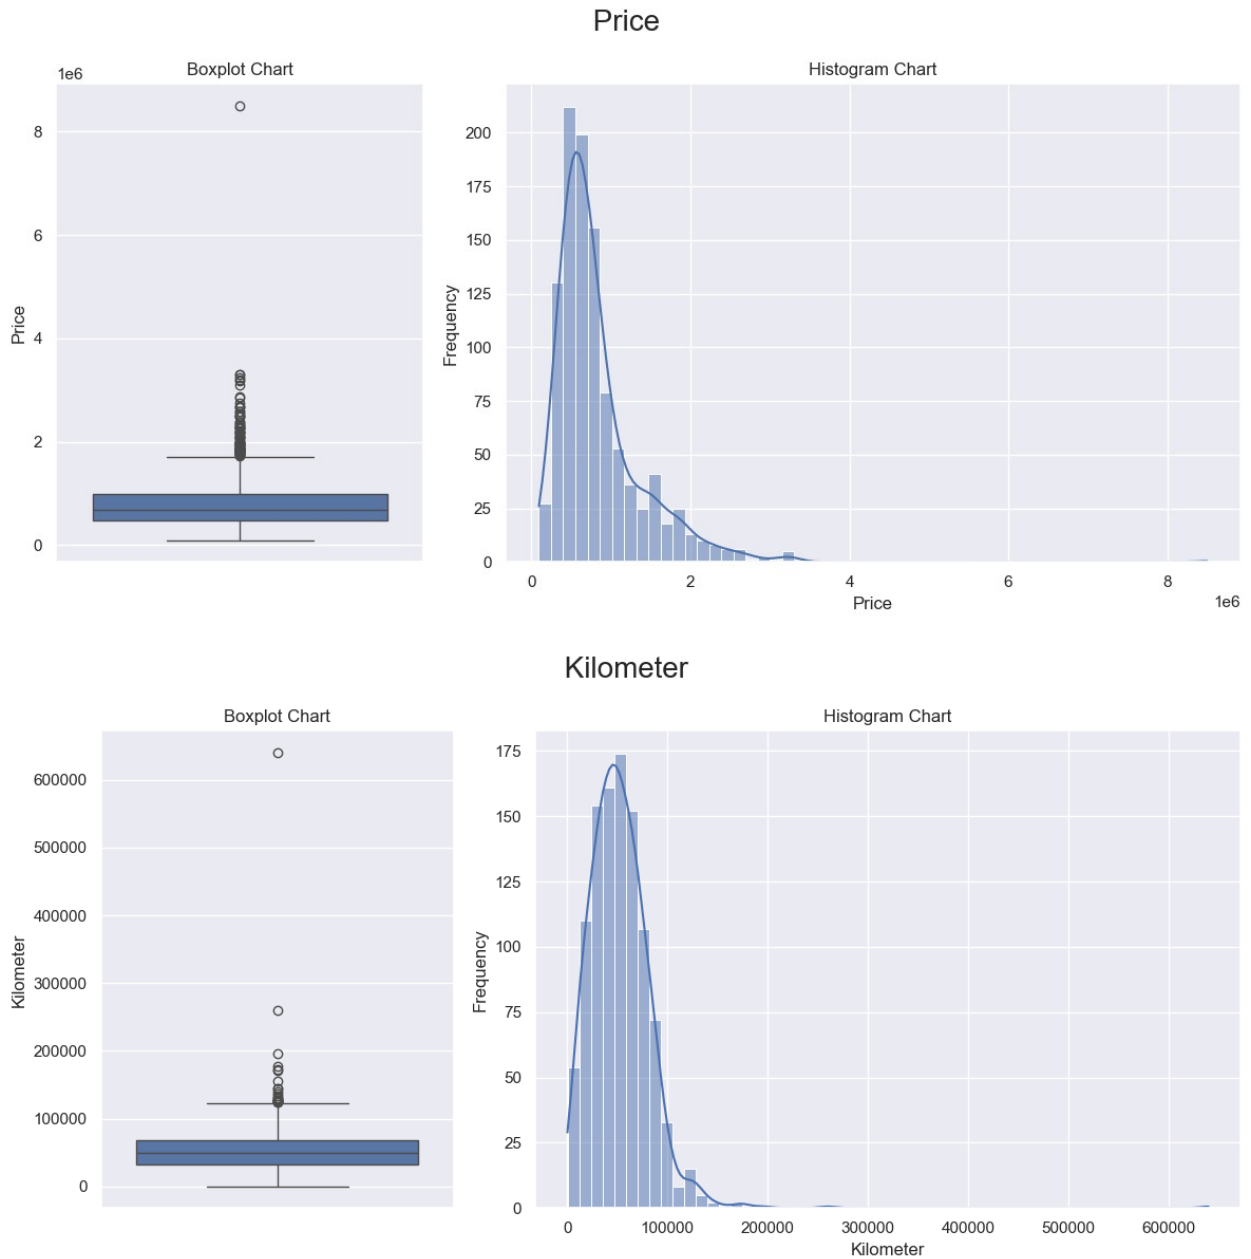 Price
Boxplot Chart
1e6
8
6
4
2
0
Price
Histogram Chart
200
175
150
125
100
75
50
25
0
Frequency
0 2 4 6 8
1e6
Price
Kilometer
Boxplot Chart
600000
500000
400000
300000
200000
100000
0
Kilometer
Histogram Chart
175
150
125
100
75
50
25
0
Frequency
0 100000 200000 300000 400000 500000 600000
Kilometer